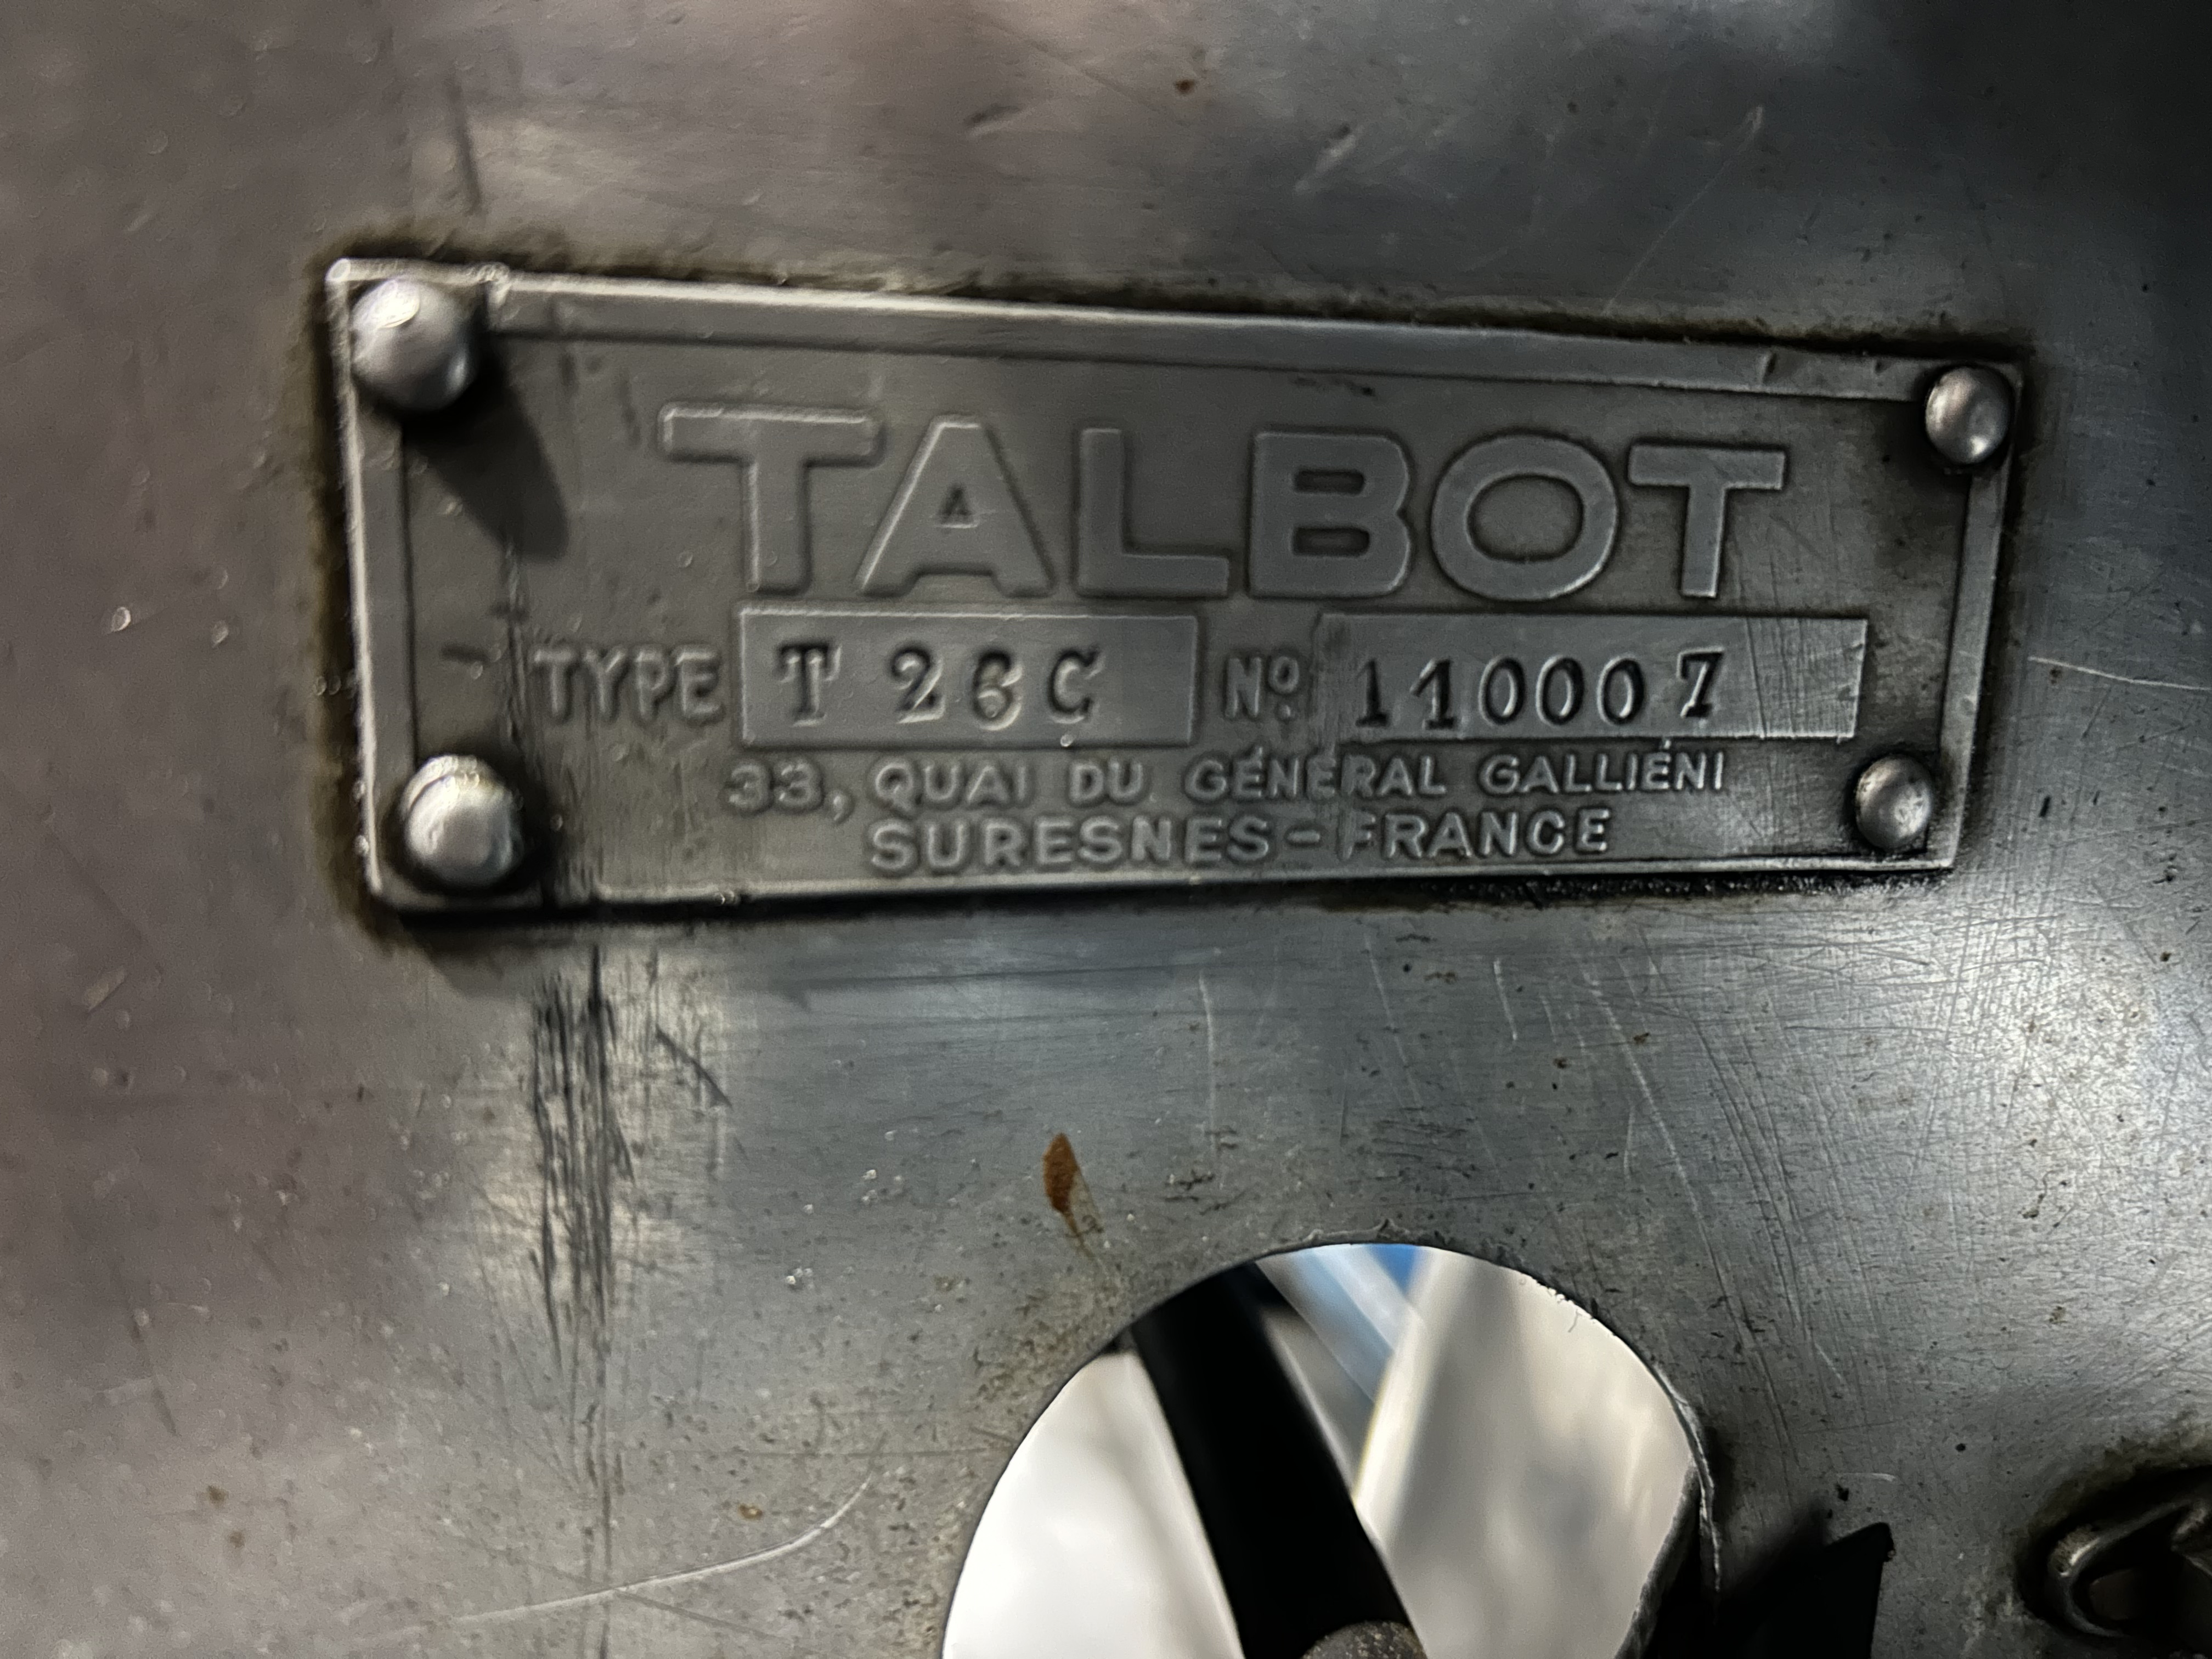 TALBOT
TYPE T 26C Nº 110007
33, QUAI DU GÉNÉRAL GALLIÉNI
SURESNES - FRANCE